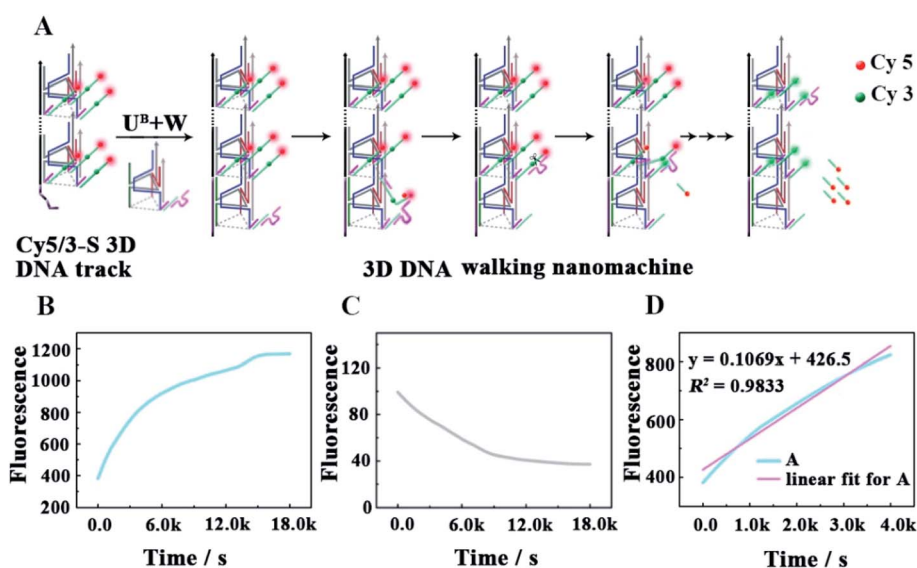 A
Cy 5
Cy 3
Uᴮ+W
Cy5/3-S 3D
DNA track
3D DNA walking nanomachine
B
Fluorescence
1200
1000
800
600
400
200
0.0 6.0k 12.0k 18.0k
Time / s
C
Fluorescence
120
80
40
0
0.0 6.0k 12.0k 18.0k
Time / s
D
Fluorescence
800
600
400
y = 0.1069x + 426.5
R² = 0.9833
A
linear fit for A
0.0 1.0k 2.0k 3.0k 4.0k
Time / s